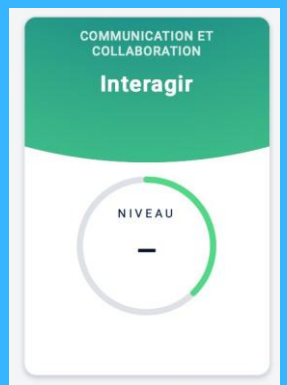 COMMUNICATION ET
COLLABORATION
Interagir
NIVEAU
–